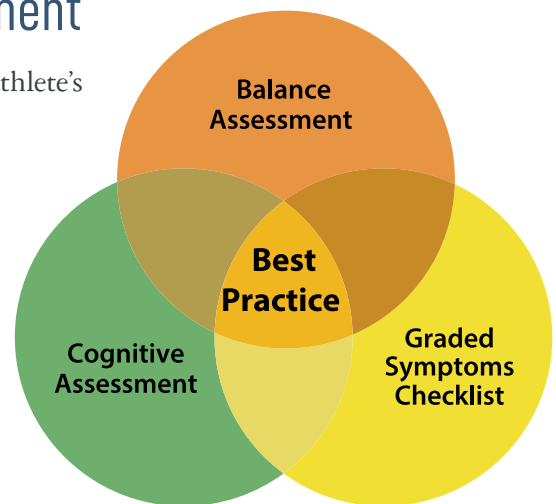 nent
thlete's
Balance
Assessment
Best
Practice
Cognitive
Assessment
Graded
Symptoms
Checklist